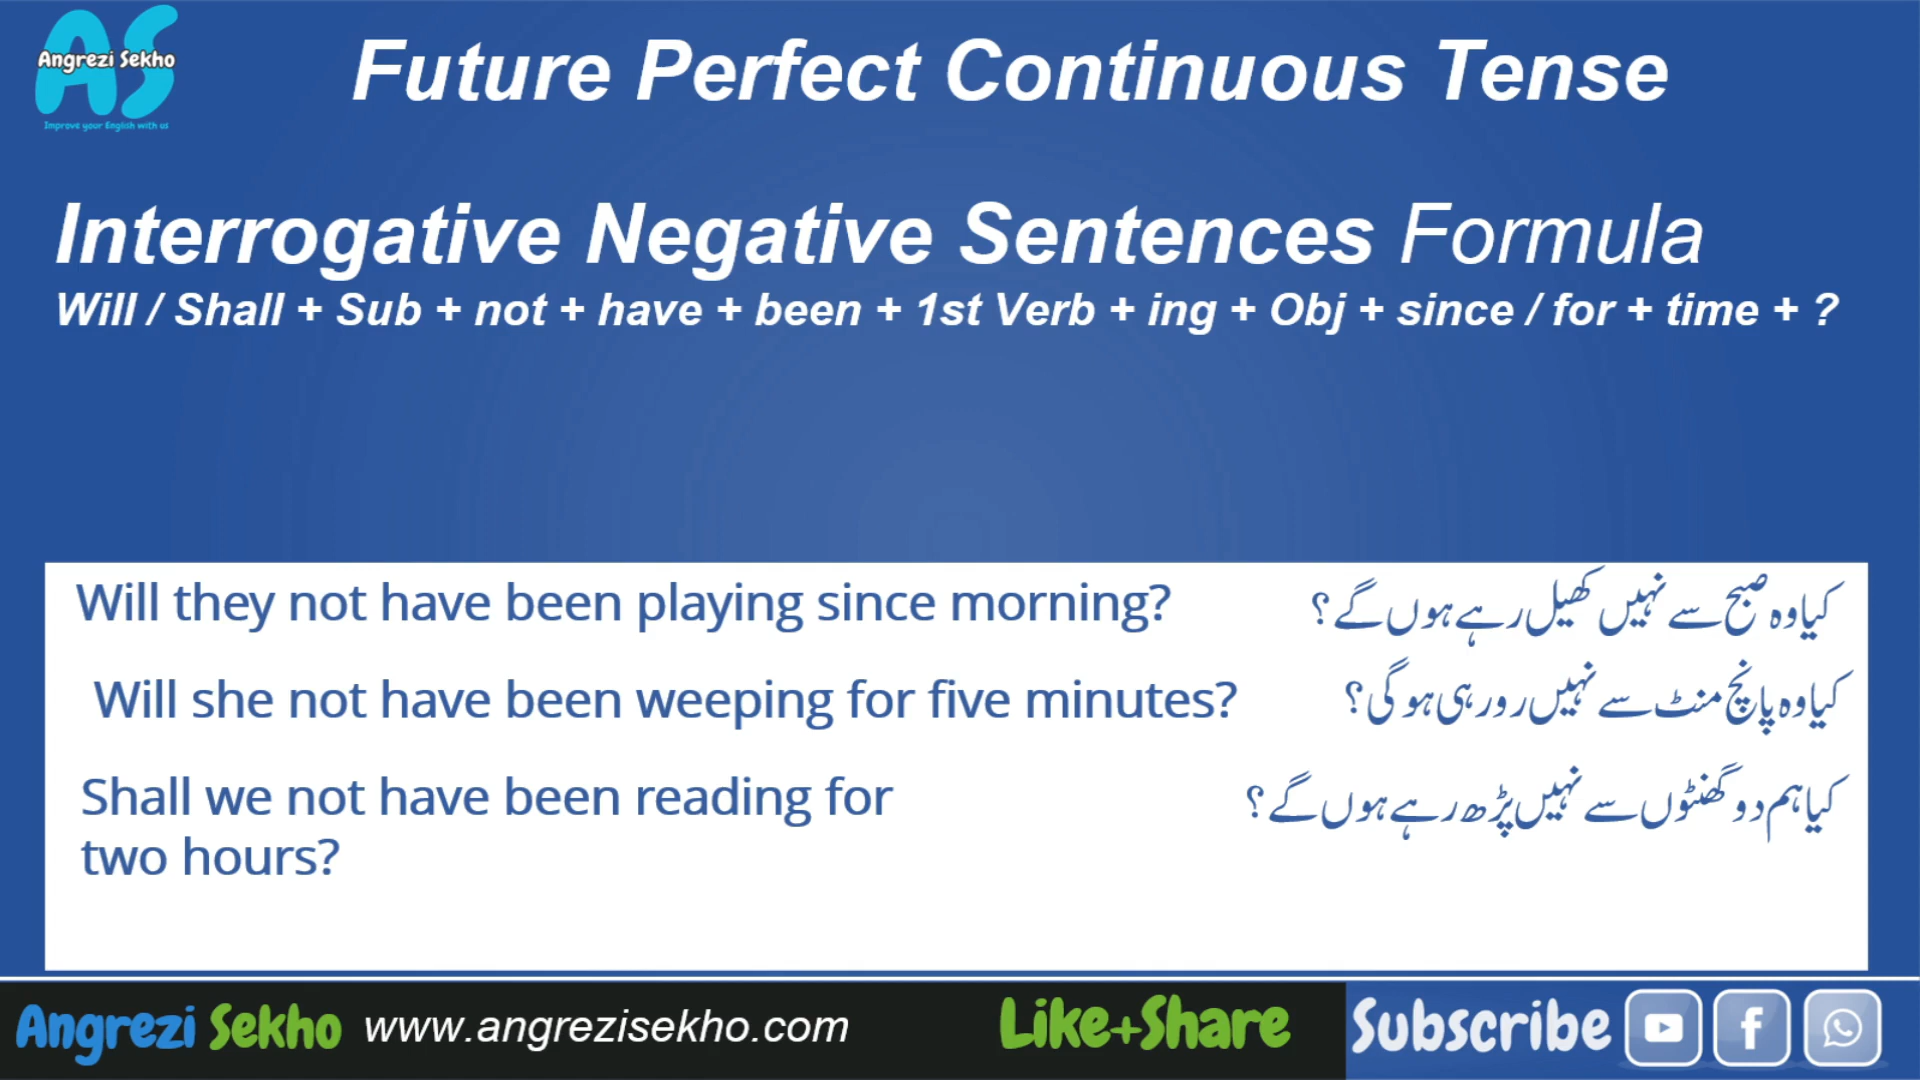 Angrezi Sekho
Improve your English with us
Future Perfect Continuous Tense
Interrogative Negative Sentences Formula
Will / Shall + Sub + not + have + been + 1st Verb + ing + Obj + since / for + time + ?
Will they not have been playing since morning?
کیا وہ صبح سے نہیں کھیل رہے ہوں گے؟
Will she not have been weeping for five minutes?
کیا وہ پانچ منٹ سے نہیں رو رہی ہو گی؟
Shall we not have been reading for
two hours?
کیا ہم دو گھنٹوں سے نہیں پڑھ رہے ہوں گے؟
Angrezi Sekho www.angrezisekho.com Like+Share Subscribe